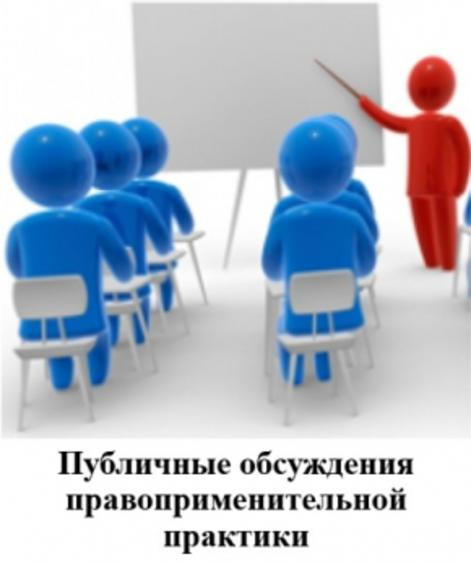 Публичные обсуждения
правоприменительной
практики